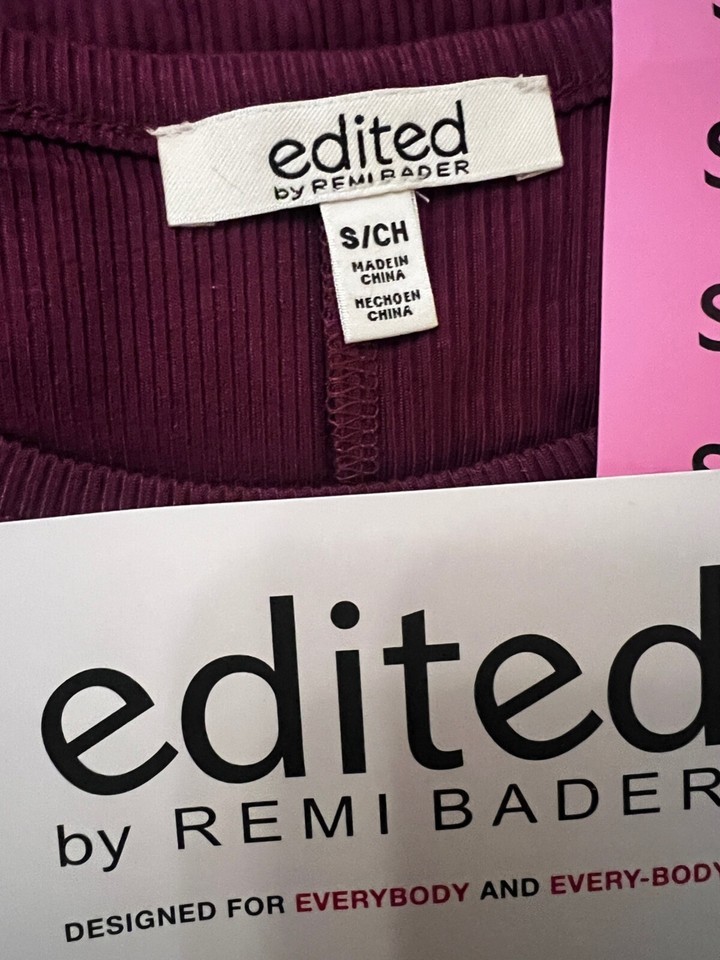 edited
by REMI BADER
S/CH
MADE IN
CHINA
HECHO EN
CHINA
edited
by REMI BADER
DESIGNED FOR EVERYBODY AND EVERY-BODY